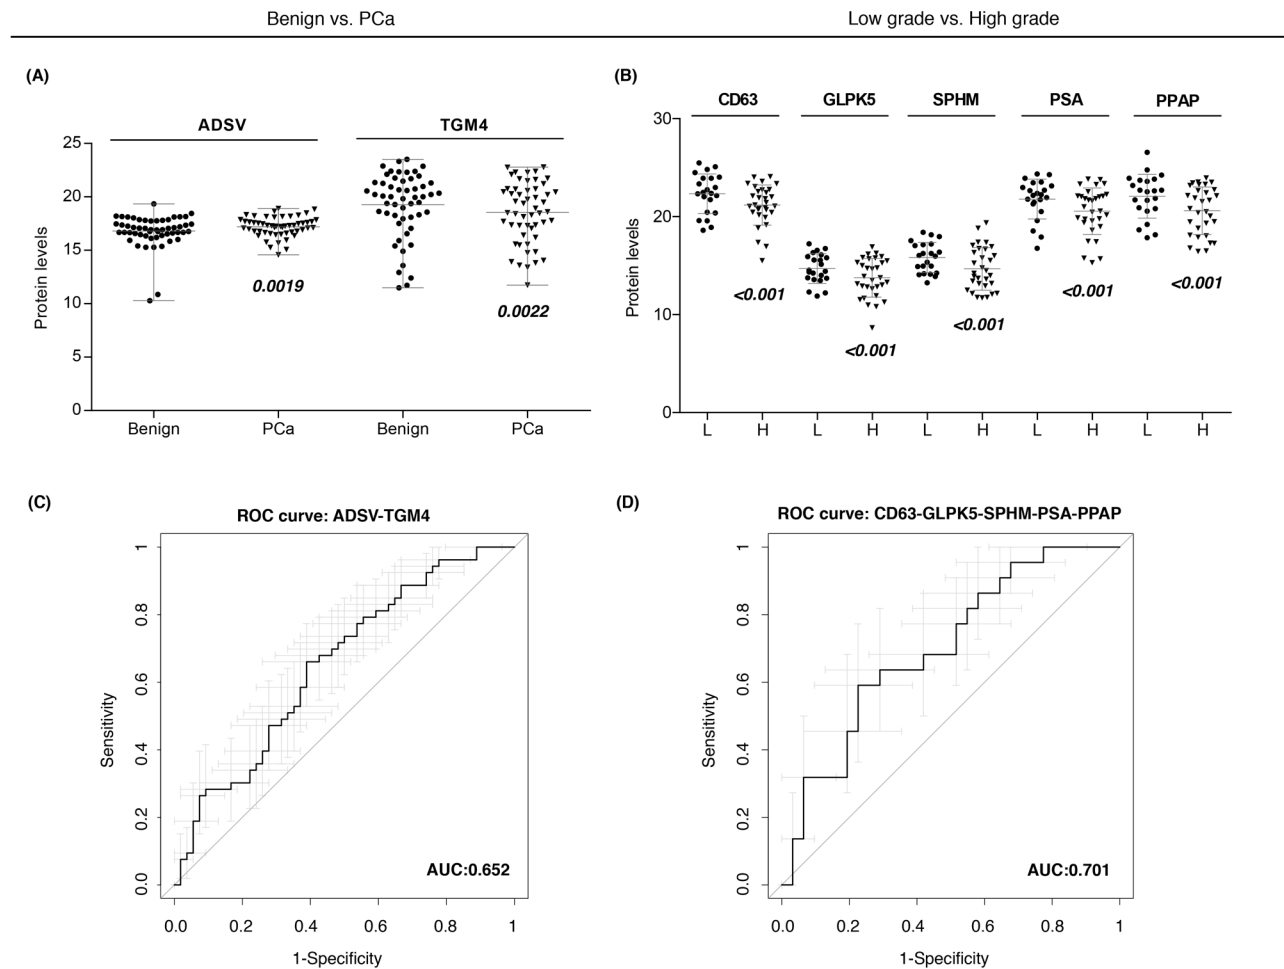 Benign vs. PCa
Low grade vs. High grade
(A)
ADSV
TGM4
25
20
15
10
5
0
Protein levels
0.0019
0.0022
Benign
PCa
Benign
PCa
(B)
CD63
GLPK5
SPHM
PSA
PPAP
30
20
10
0
Protein levels
<0.001
<0.001
<0.001
<0.001
<0.001
L
H
L
H
L
H
L
H
L
H
(C)
ROC curve: ADSV-TGM4
1
0.8
0.6
0.4
0.2
0.0
Sensitivity
AUC:0.652
0.0
0.2
0.4
0.6
0.8
1
1-Specificity
(D)
ROC curve: CD63-GLPK5-SPHM-PSA-PPAP
1
0.8
0.6
0.4
0.2
0.0
Sensitivity
AUC:0.701
0.0
0.2
0.4
0.6
0.8
1
1-Specificity